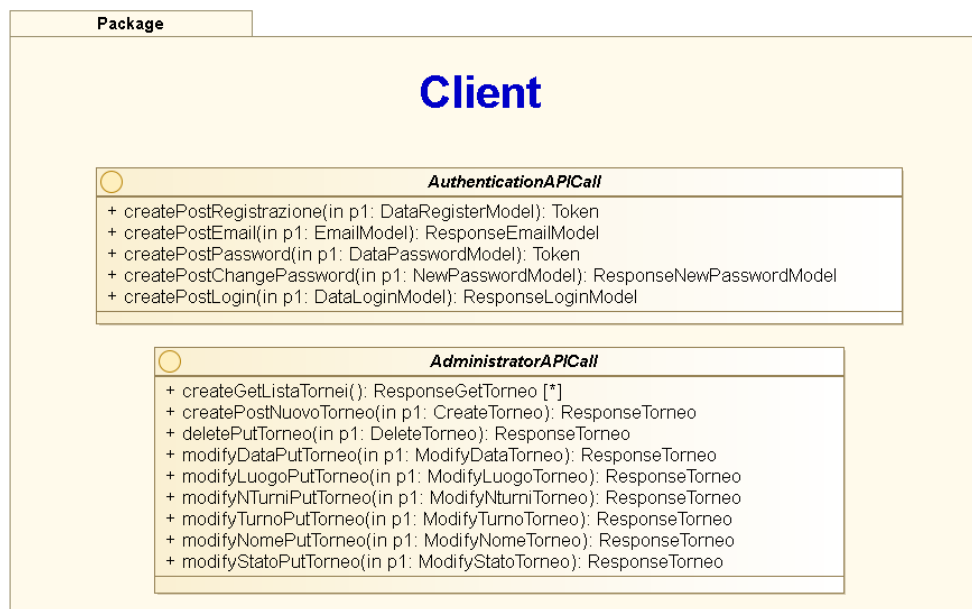 Package
Client
AuthenticationAPICall
+ createPostRegistrazione(in p1: DataRegisterModel): Token
+ createPostEmail(in p1: EmailModel): ResponseEmailModel
+ createPostPassword(in p1: DataPasswordModel): Token
+ createPostChangePassword(in p1: NewPasswordModel): ResponseNewPasswordModel
+ createPostLogin(in p1: DataLoginModel): ResponseLoginModel
AdministratorAPICall
+ createGetListaTornei(): ResponseGetTorneo [*]
+ createPostNuovoTorneo(in p1: CreateTorneo): ResponseTorneo
+ deletePutTorneo(in p1: DeleteTorneo): ResponseTorneo
+ modifyDataPutTorneo(in p1: ModifyDataTorneo): ResponseTorneo
+ modifyLuogoPutTorneo(in p1: ModifyLuogoTorneo): ResponseTorneo
+ modifyNTurniPutTorneo(in p1: ModifyNturniTorneo): ResponseTorneo
+ modifyTurnoPutTorneo(in p1: ModifyTurnoTorneo): ResponseTorneo
+ modifyNomePutTorneo(in p1: ModifyNomeTorneo): ResponseTorneo
+ modifyStatoPutTorneo(in p1: ModifyStatoTorneo): ResponseTorneo